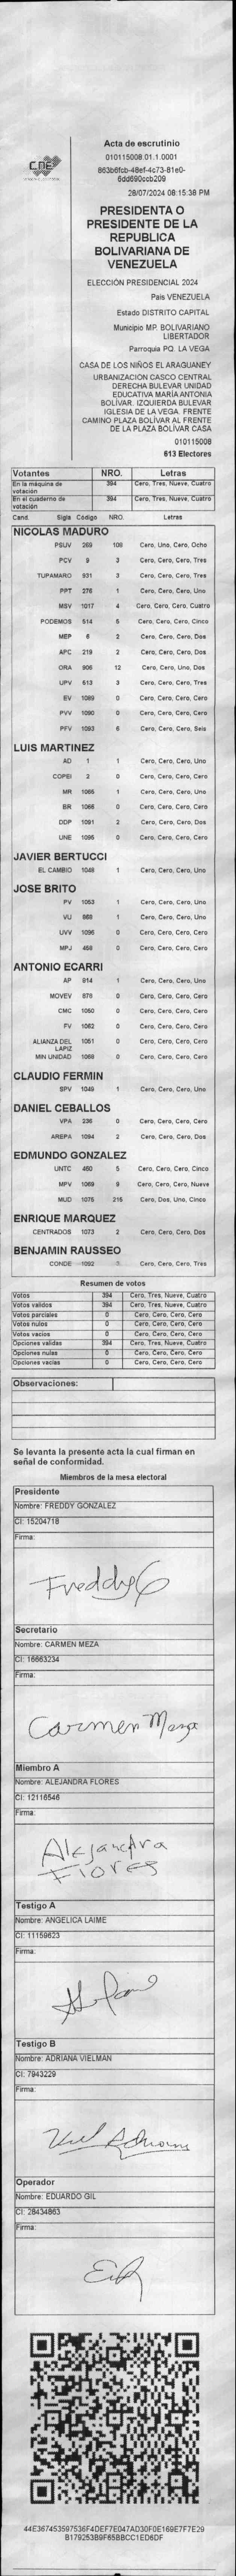 CNE
Acta de escrutinio
010115008.01.1.0001
863b6fcb-48ef-4c73-81e0-
6dd690ccb209
28/07/2024 08:15:38 PM
PRESIDENTA O
PRESIDENTE DE LA
REPUBLICA
BOLIVARIANA DE
VENEZUELA
ELECCIÓN PRESIDENCIAL 2024
Pais VENEZUELA
Estado DISTRITO CAPITAL
Municipio MP. BOLIVARIANO
LIBERTADOR
Parroquia PQ. LA VEGA
CASA DE LOS NIÑOS EL ARAGUANEY
URBANIZACION CASCO CENTRAL
DERECHA BULEVAR UNIDAD
EDUCATIVA MARÍA ANTONIA
BOLÍVAR. IZQUIERDA BULEVAR
IGLESIA DE LA VEGA. FRENTE
CAMINO PLAZA BOLÍVAR AL FRENTE
DE LA PLAZA BOLÍVAR CASA
010115008
613 Electores
Votantes NRO. Letras
En la máquina de votación 394 Cero, Tres, Nueve, Cuatro
En el cuaderno de votación 394 Cero, Tres, Nueve, Cuatro
Cand. Sigla Código NRO. Letras
NICOLAS MADURO
PSUV 269 108 Cero, Uno, Cero, Ocho
PCV 9 3 Cero, Cero, Cero, Tres
TUPAMARO 931 3 Cero, Cero, Cero, Tres
PPT 276 1 Cero, Cero, Cero, Uno
MSV 1017 4 Cero, Cero, Cero, Cuatro
PODEMOS 514 5 Cero, Cero, Cero, Cinco
MEP 6 2 Cero, Cero, Cero, Dos
APC 219 2 Cero, Cero, Cero, Dos
ORA 906 12 Cero, Cero, Uno, Dos
UPV 513 3 Cero, Cero, Cero, Tres
EV 1089 0 Cero, Cero, Cero, Cero
PVV 1090 0 Cero, Cero, Cero, Cero
PFV 1093 6 Cero, Cero, Cero, Seis
LUIS MARTINEZ
AD 1 1 Cero, Cero, Cero, Uno
COPEI 2 0 Cero, Cero, Cero, Cero
MR 1065 1 Cero, Cero, Cero, Uno
BR 1066 0 Cero, Cero, Cero, Cero
DDP 1091 2 Cero, Cero, Cero, Dos
UNE 1095 0 Cero, Cero, Cero, Cero
JAVIER BERTUCCI
EL CAMBIO 1048 1 Cero, Cero, Cero, Uno
JOSE BRITO
PV 1053 1 Cero, Cero, Cero, Uno
VU 868 1 Cero, Cero, Cero, Uno
UVV 1096 0 Cero, Cero, Cero, Cero
MPJ 458 0 Cero, Cero, Cero, Cero
ANTONIO ECARRI
AP 814 1 Cero, Cero, Cero, Uno
MOVEV 870 0 Cero, Cero, Cero, Cero
CMC 1050 0 Cero, Cero, Cero, Cero
FV 1062 0 Cero, Cero, Cero, Cero
ALIANZA DEL LAPIZ 1051 0 Cero, Cero, Cero, Cero
MIN UNIDAD 1068 0 Cero, Cero, Cero, Cero
CLAUDIO FERMIN
SPV 1049 1 Cero, Cero, Cero, Uno
DANIEL CEBALLOS
VPA 236 0 Cero, Cero, Cero, Cero
AREPA 1094 2 Cero, Cero, Cero, Dos
EDMUNDO GONZALEZ
UNTC 460 5 Cero, Cero, Cero, Cinco
MPV 1069 9 Cero, Cero, Cero, Nueve
MUD 1075 215 Cero, Dos, Uno, Cinco
ENRIQUE MARQUEZ
CENTRADOS 1073 2 Cero, Cero, Cero, Dos
BENJAMIN RAUSSEO
CONDE 1092 3 Cero, Cero, Cero, Tres
Resumen de votos
Votos 394 Cero, Tres, Nueve, Cuatro
Votos validos 394 Cero, Tres, Nueve, Cuatro
Votos parciales 0 Cero, Cero, Cero, Cero
Votos nulos 0 Cero, Cero, Cero, Cero
Votos vacios 0 Cero, Cero, Cero, Cero
Opciones validas 394 Cero, Tres, Nueve, Cuatro
Opciones nulas 0 Cero, Cero, Cero, Cero
Opciones vacias 0 Cero, Cero, Cero, Cero
Observaciones:
Se levanta la presente acta la cual firman en
señal de conformidad.
Miembros de la mesa electoral
Presidente
Nombre: FREDDY GONZALEZ
CI: 15204718
Firma:
Freddy G
Secretario
Nombre: CARMEN MEZA
CI: 16663234
Firma:
Carmen Meza
Miembro A
Nombre: ALEJANDRA FLORES
CI: 12116546
Firma:
Alejandra
Flores
Testigo A
Nombre: ANGELICA LAIME
CI: 11159623
Firma:
Testigo B
Nombre: ADRIANA VIELMAN
CI: 7943229
Firma:
Operador
Nombre: EDUARDO GIL
CI: 28434863
Firma:
44E367453597536F4DEF7E047AD30F0E169E7F7E29
B179253B9F65BBCC1ED6DF